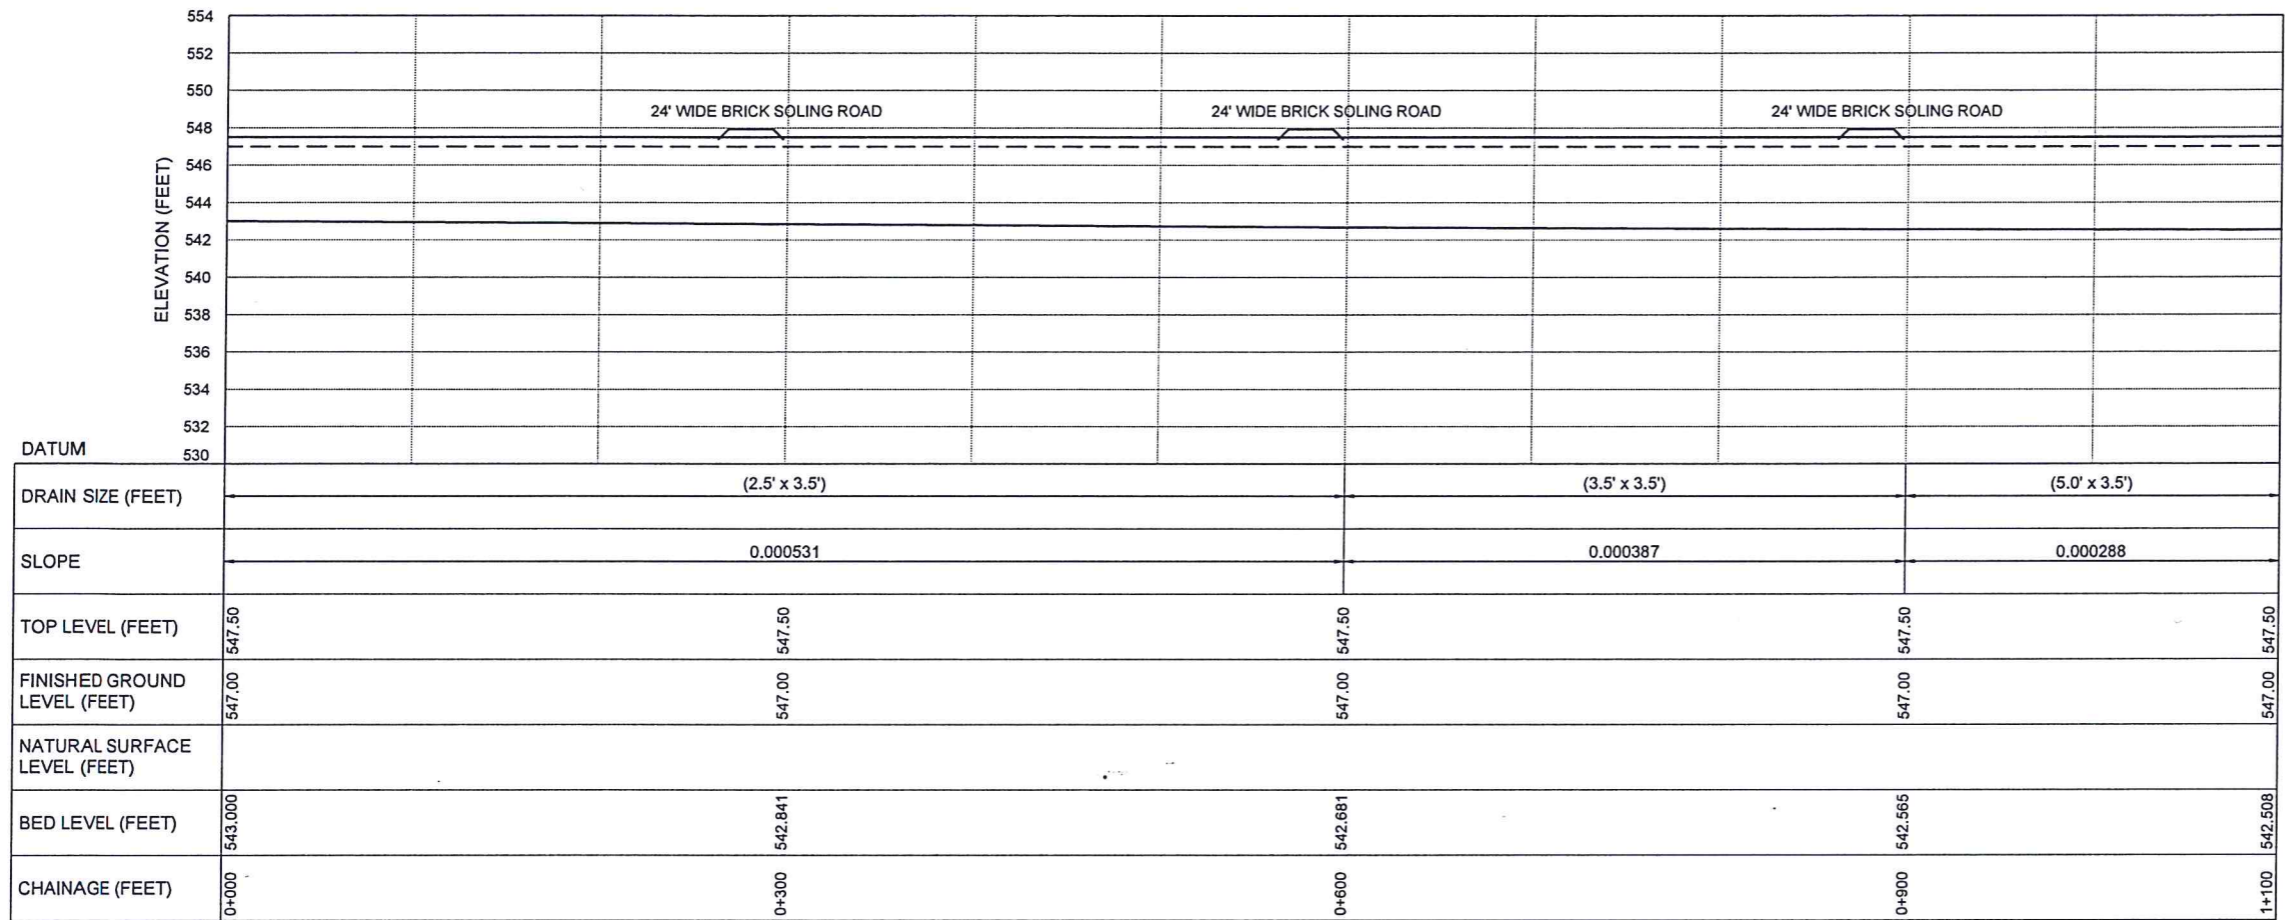 554
552
550
548
546
544
542
540
538
536
534
532
530
ELEVATION (FEET)
24' WIDE BRICK SOLING ROAD
24' WIDE BRICK SOLING ROAD
24' WIDE BRICK SOLING ROAD
DATUM
DRAIN SIZE (FEET)
(2.5' x 3.5')
(3.5' x 3.5')
(5.0' x 3.5')
SLOPE
0.000531
0.000387
0.000288
TOP LEVEL (FEET)
547.50
547.50
547.50
547.50
547.50
FINISHED GROUND
LEVEL (FEET)
547.00
547.00
547.00
547.00
547.00
NATURAL SURFACE
LEVEL (FEET)
BED LEVEL (FEET)
543.000
542.841
542.681
542.565
542.508
CHAINAGE (FEET)
0+000
0+300
0+600
0+900
1+100